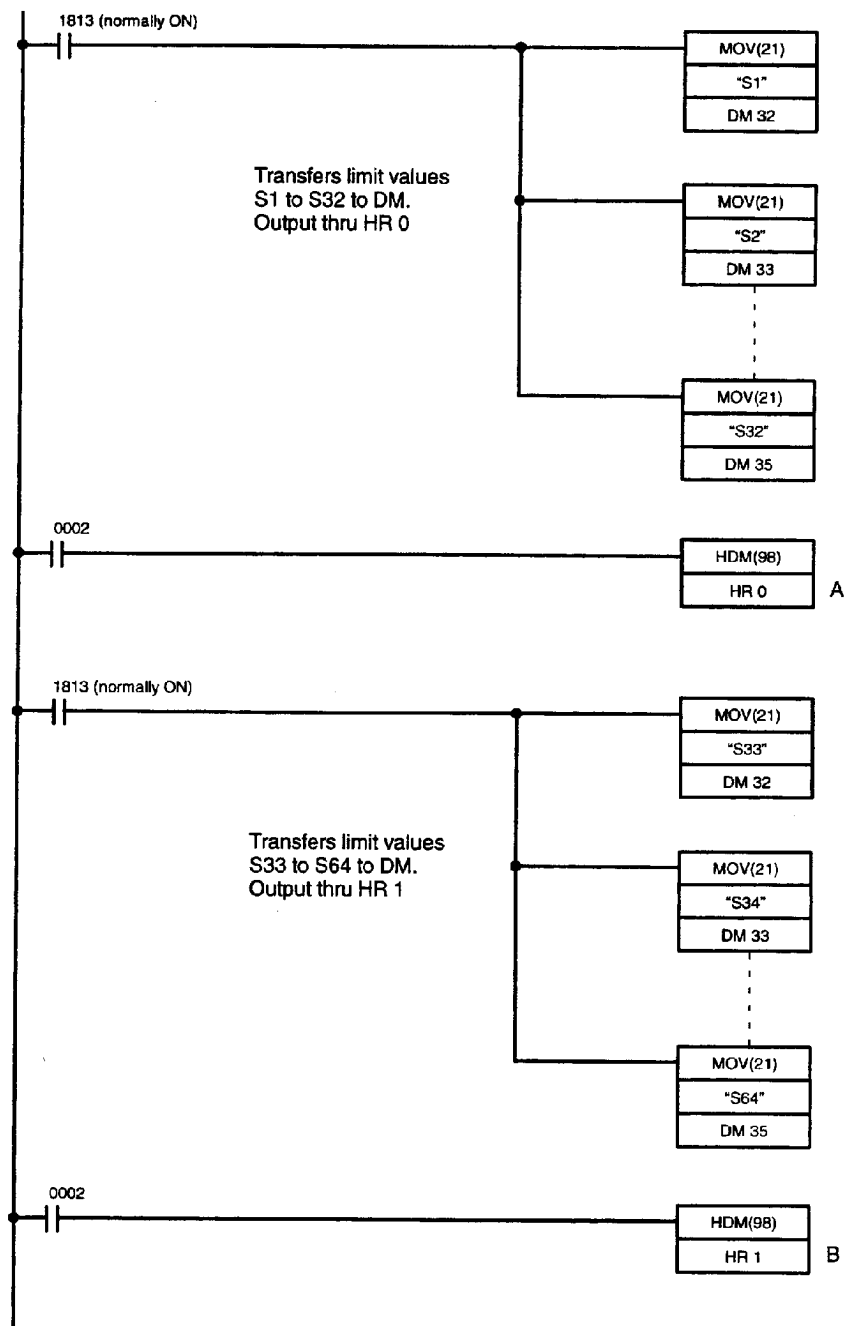 1813 (normally ON)
MOV(21)
"S1"
DM 32
Transfers limit values
S1 to S32 to DM.
Output thru HR 0
MOV(21)
"S2"
DM 33
MOV(21)
"S32"
DM 35
0002
HDM(98)
HR 0
A
1813 (normally ON)
MOV(21)
"S33"
DM 32
Transfers limit values
S33 to S64 to DM.
Output thru HR 1
MOV(21)
"S34"
DM 33
MOV(21)
"S64"
DM 35
0002
HDM(98)
HR 1
B